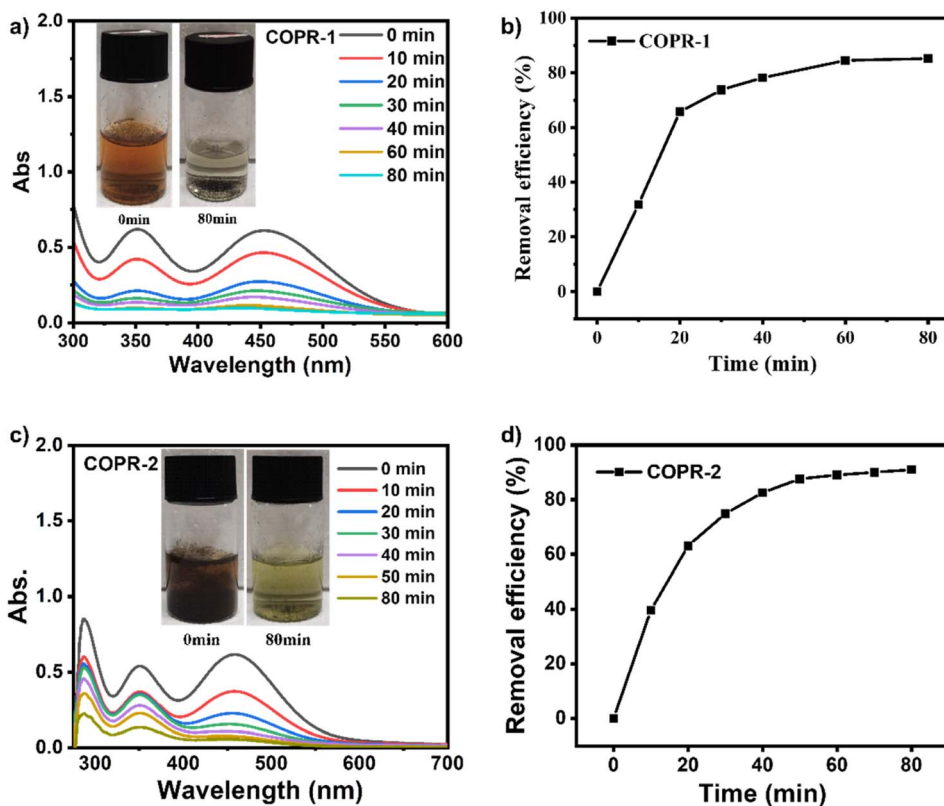 a)
COPR-1
0 min
10 min
20 min
30 min
40 min
60 min
80 min
0min
80min
Abs
2.0
1.5
1.0
0.5
0.0
300
350
400
450
500
550
600
Wavelength (nm)
b)
COPR-1
Removal efficiency (%)
100
80
60
40
20
0
0
20
40
60
80
Time (min)
c)
COPR-2
0 min
10 min
20 min
30 min
40 min
50 min
80 min
0min
80min
Abs.
2.0
1.5
1.0
0.5
0.0
300
400
500
600
700
Wavelength (nm)
d)
COPR-2
Removal efficiency (%)
100
80
60
40
20
0
0
20
40
60
80
Time (min)